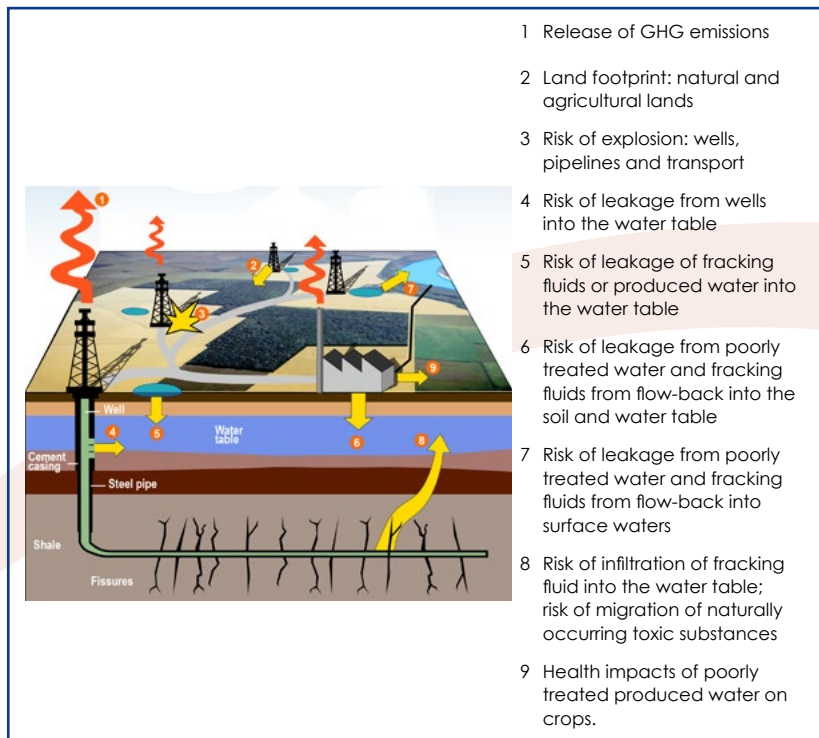 1 Release of GHG emissions
2 Land footprint: natural and
agricultural lands
3 Risk of explosion: wells,
pipelines and transport
4 Risk of leakage from wells
into the water table
5 Risk of leakage of fracking
fluids or produced water into
the water table
6 Risk of leakage from poorly
treated water and fracking
fluids from flow-back into the
soil and water table
7 Risk of leakage from poorly
treated water and fracking
fluids from flow-back into
surface waters
8 Risk of infiltration of fracking
fluid into the water table;
risk of migration of naturally
occurring toxic substances
9 Health impacts of poorly
treated produced water on
crops.
1
2
3
7
9
Well
4
5
Water
table
6
8
Cement
casing
Steel pipe
Shale
Fissures